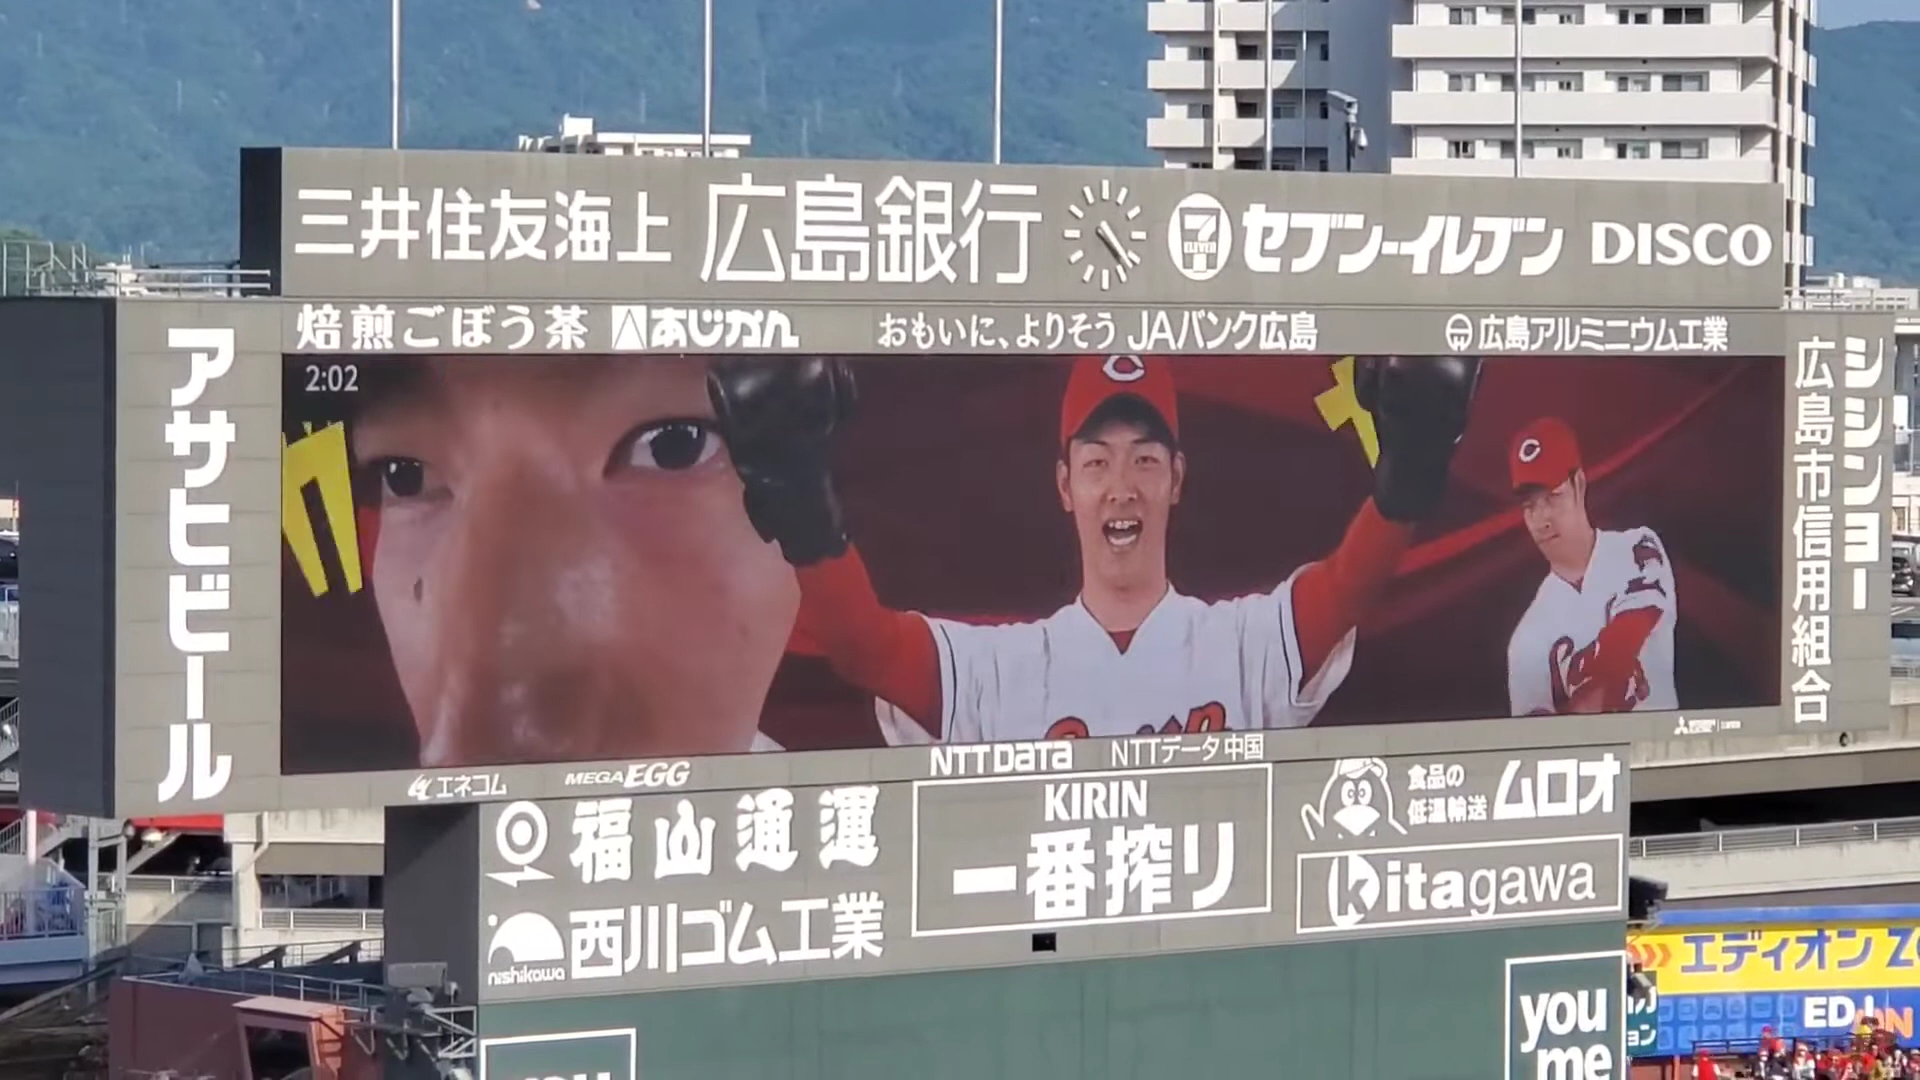 三井住友海上 広島銀行 7 ELEVEN セブン-イレブン DISCO
焙煎ごぼう茶 あじかん おもいに、よりそう JAバンク広島 広島アルミニウム工業
アサヒビール
2:02
C
C
シシンヨー
広島市信用組合
エネコム MEGA EGG NTT DATA NTTデータ中国
福山通運
KIRIN
一番搾り
食品の
低温輸送 ムロオ
西川ゴム工業
nishikawa
kitagawa
エディオン
EDION
you
me
you